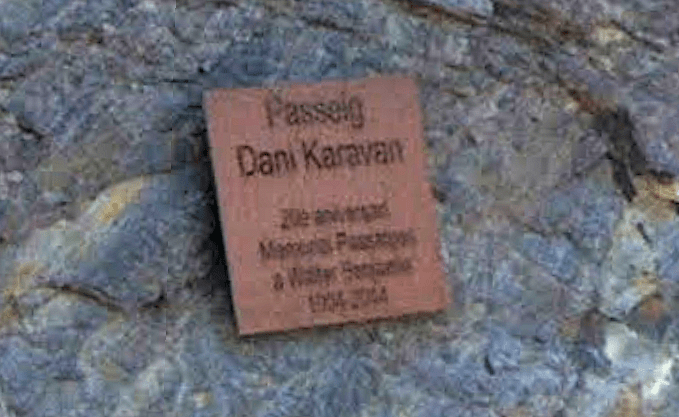 Passeig
Dani Karavan
20è aniversari
Memorial Passatges
a Walter Benjamin
1994-2014